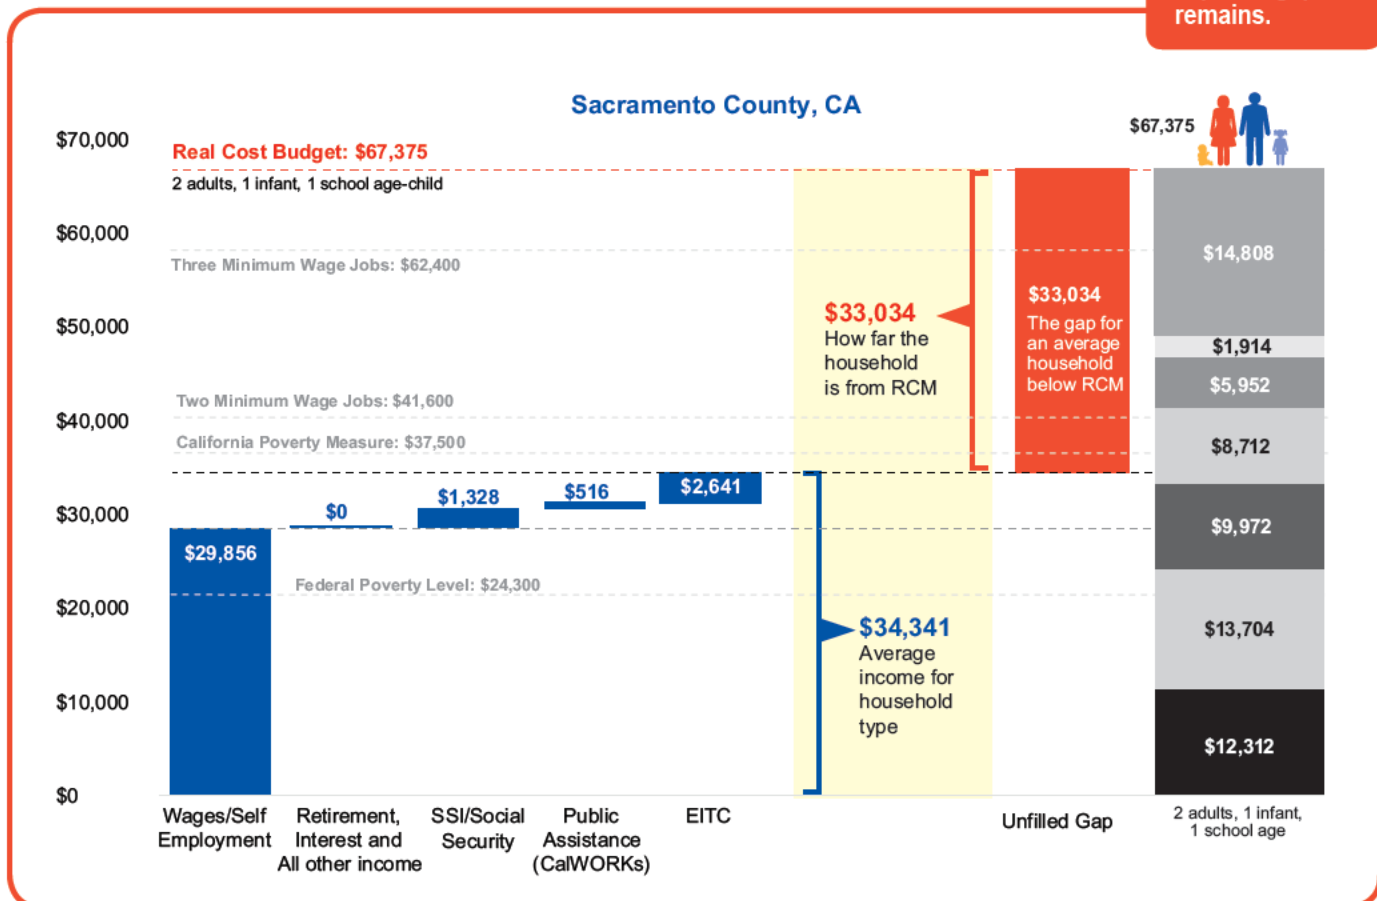 remains.
Sacramento County, CA
$70,000
$60,000
$50,000
$40,000
$30,000
$20,000
$10,000
$0
Real Cost Budget: $67,375
2 adults, 1 infant, 1 school age-child
Three Minimum Wage Jobs: $62,400
Two Minimum Wage Jobs: $41,600
California Poverty Measure: $37,500
Federal Poverty Level: $24,300
$29,856
$0
$1,328
$516
$2,641
$33,034
How far the
household
is from RCM
$34,341
Average
income for
household
type
$33,034
The gap for
an average
household
below RCM
$67,375
$14,808
$1,914
$5,952
$8,712
$9,972
$13,704
$12,312
Wages/Self
Employment
Retirement,
Interest and
All other income
SSI/Social
Security
Public
Assistance
(CalWORKs)
EITC
Unfilled Gap
2 adults, 1 infant,
1 school age